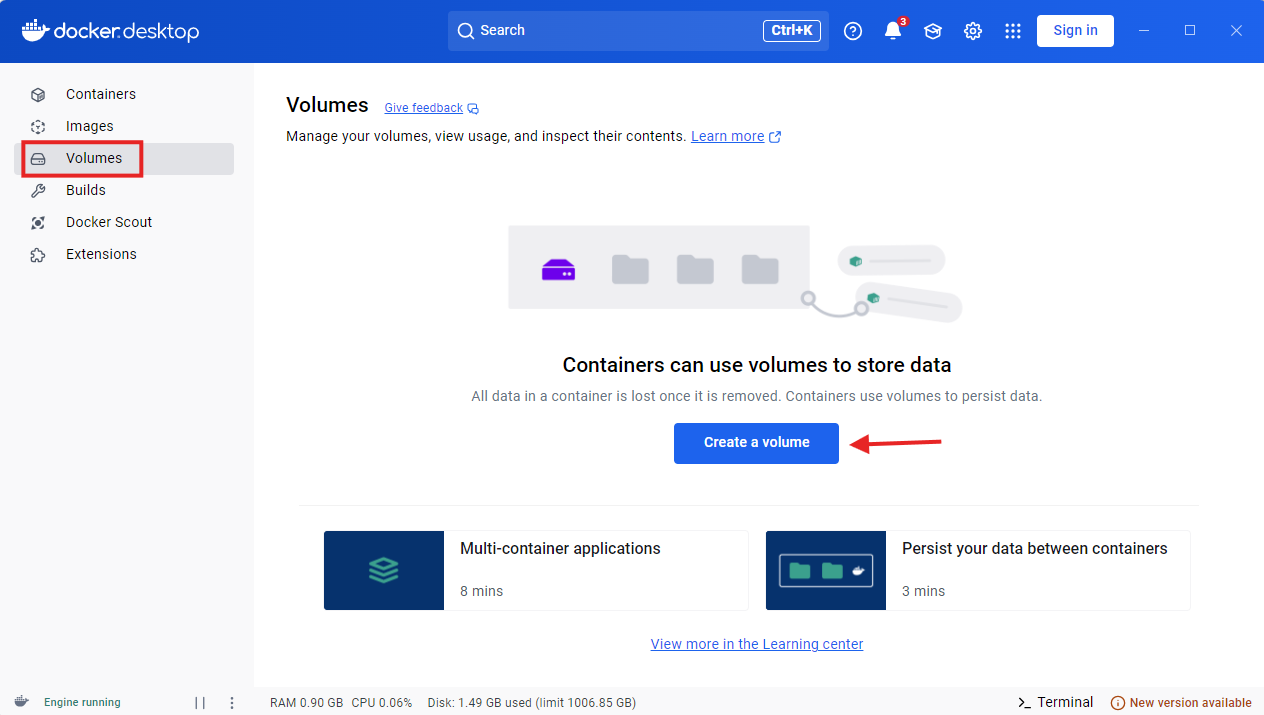 docker.desktop
Search
Ctrl+K
3
Sign in
Containers
Images
Volumes
Builds
Docker Scout
Extensions
Volumes
Give feedback
Manage your volumes, view usage, and inspect their contents. Learn more
Containers can use volumes to store data
All data in a container is lost once it is removed. Containers use volumes to persist data.
Create a volume
Multi-container applications
8 mins
Persist your data between containers
3 mins
View more in the Learning center
Engine running
RAM 0.90 GB CPU 0.06% Disk: 1.49 GB used (limit 1006.85 GB)
Terminal
New version available